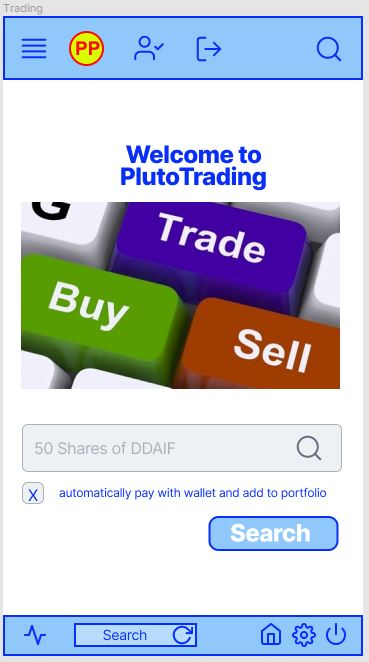 Trading
PP
Welcome to
PlutoTrading
G
Trade
Buy
Sell
50 Shares of DDAIF
X automatically pay with wallet and add to portfolio
Search
Search